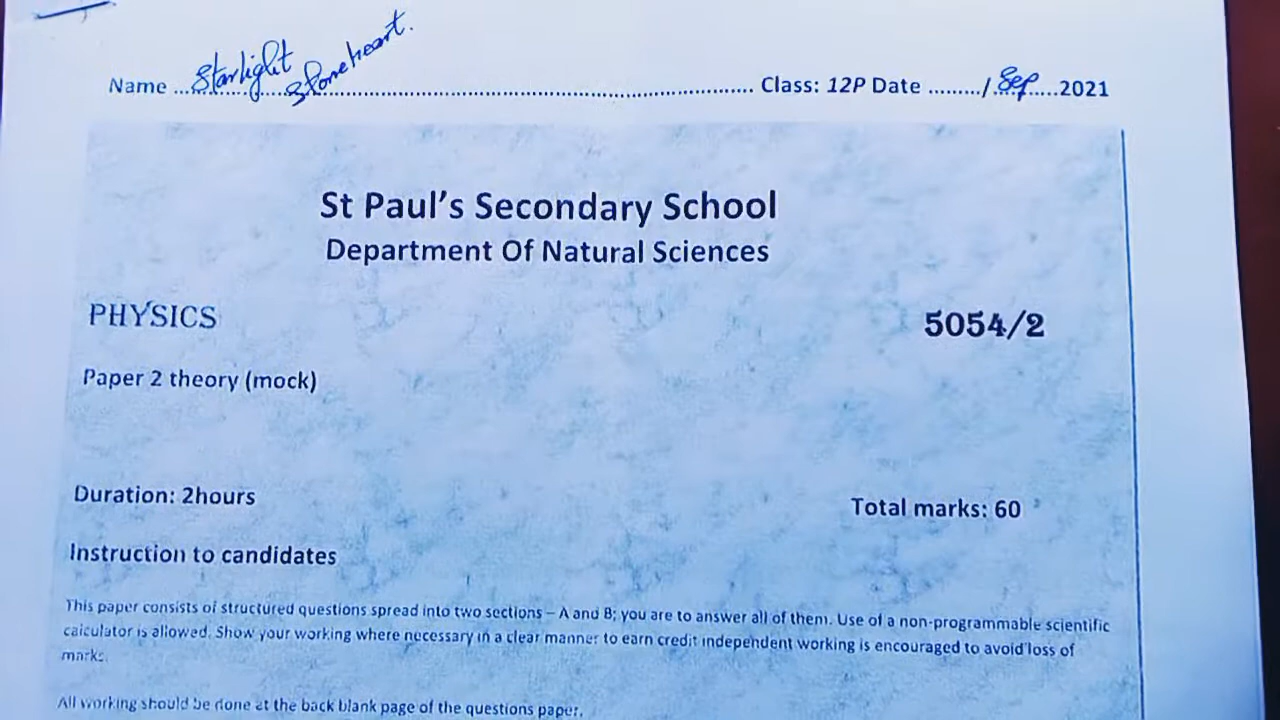 Name ... Starlight Stoneheart. ... Class: 12P Date ........./.Sep.....2021
St Paul's Secondary School
Department Of Natural Sciences
PHYSICS 5054/2
Paper 2 theory (mock)
Duration: 2hours Total marks: 60
Instruction to candidates
This paper consists of structured questions spread into two sections – A and B; you are to answer all of them. Use of a non-programmable scientific
calculator is allowed. Show your working where necessary in a clear manner to earn credit independent working is encouraged to avoid loss of
marks.
All working should be done at the back blank page of the questions paper.